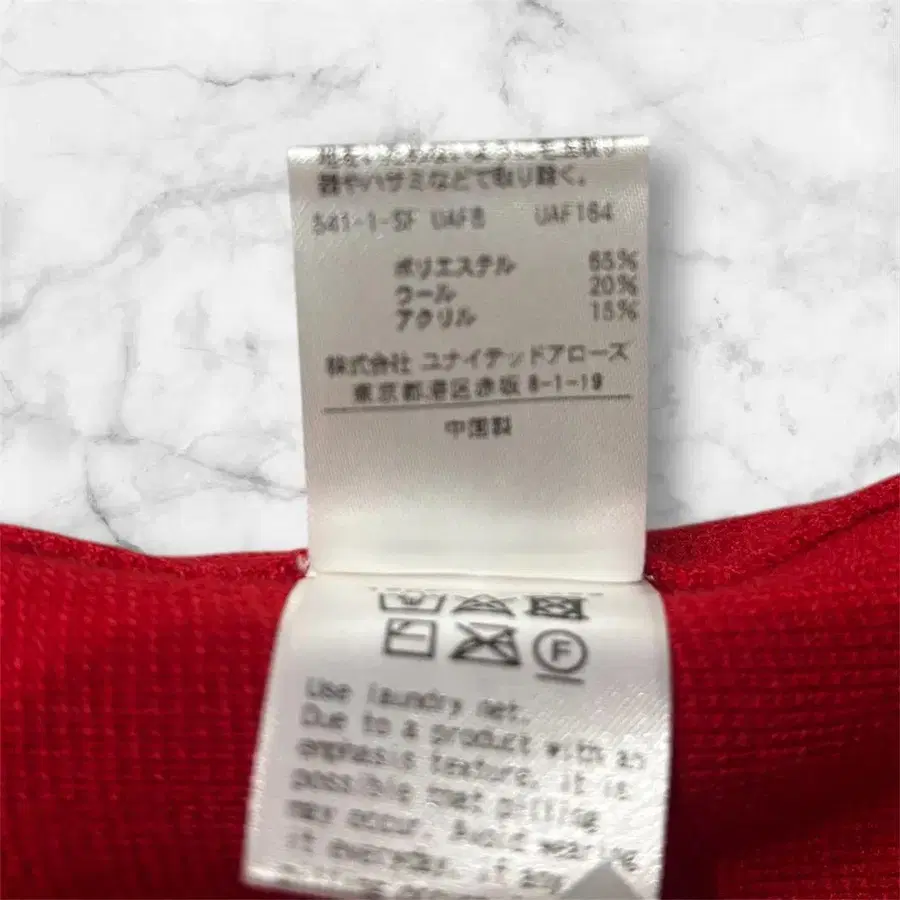 器やハサミなどで取り除く。
541-1-SF UAF8 UAF184
ポリエステル 65%
ウール 20%
アクリル 15%
株式会社 ユナイテッドアローズ
東京都港区赤坂 8-1-19
中国製
F
Use laundry net.
Due to a product with an
emphasis texture, it is
possible that pilling
may occur. Avoid wearing
it everyday, if any